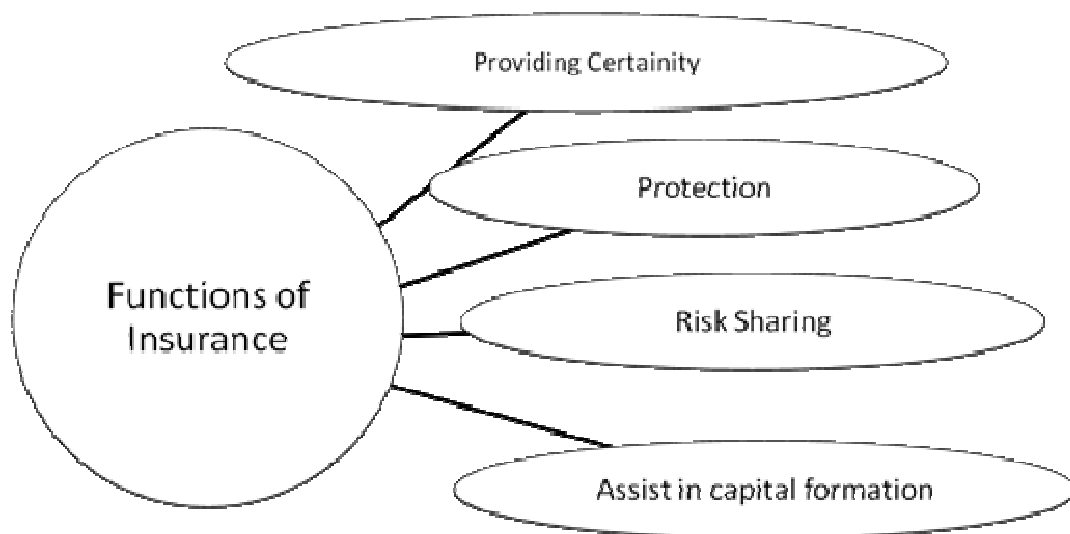 Providing Certainity
Protection
Functions of
Insurance
Risk Sharing
Assist in capital formation